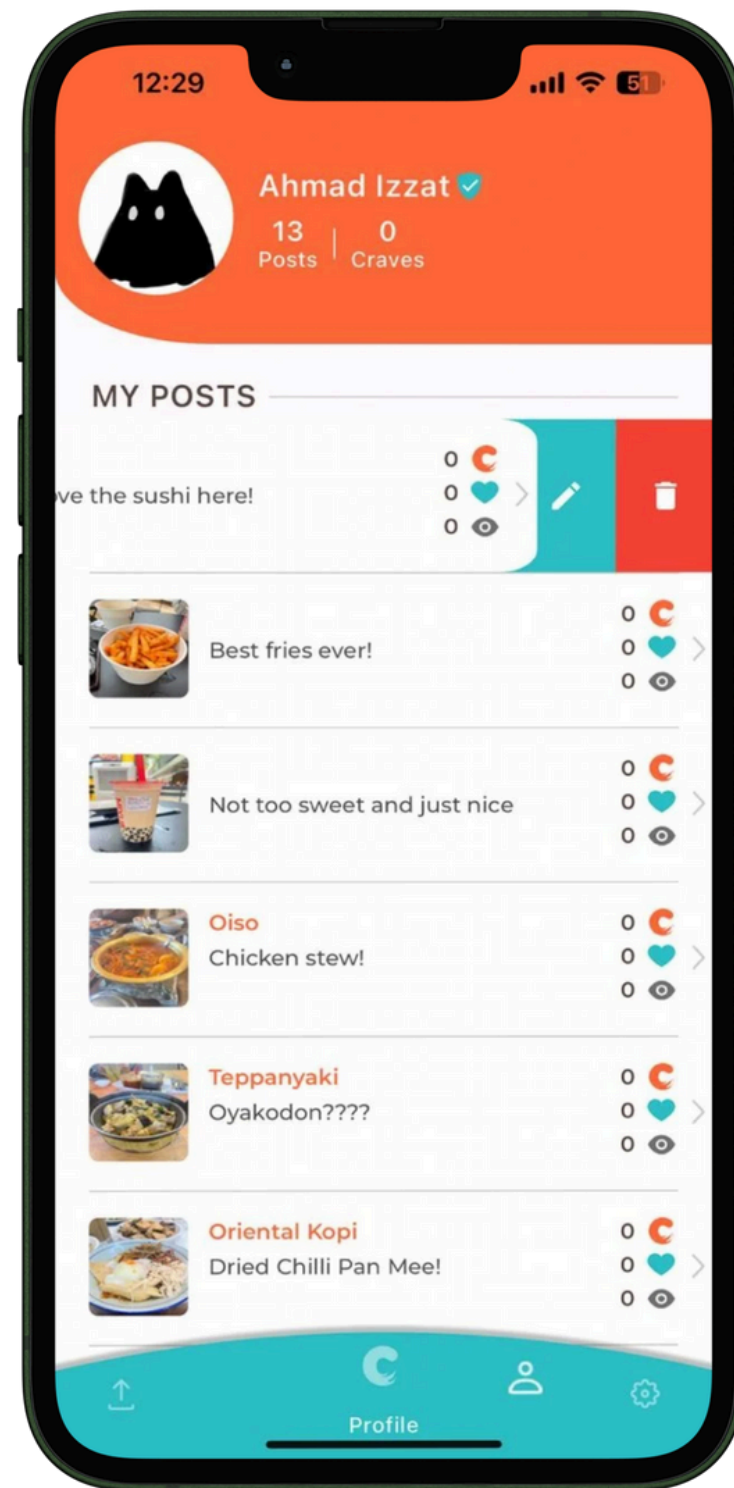 12:29
51
Ahmad Izzat
13
0
Posts
Craves
MY POSTS
ve the sushi here!
0
0
0
Best fries ever!
0
0
0
Not too sweet and just nice
0
0
0
Oiso
Chicken stew!
0
0
0
Teppanyaki
Oyakodon????
0
0
0
Oriental Kopi
Dried Chilli Pan Mee!
0
0
0
Profile